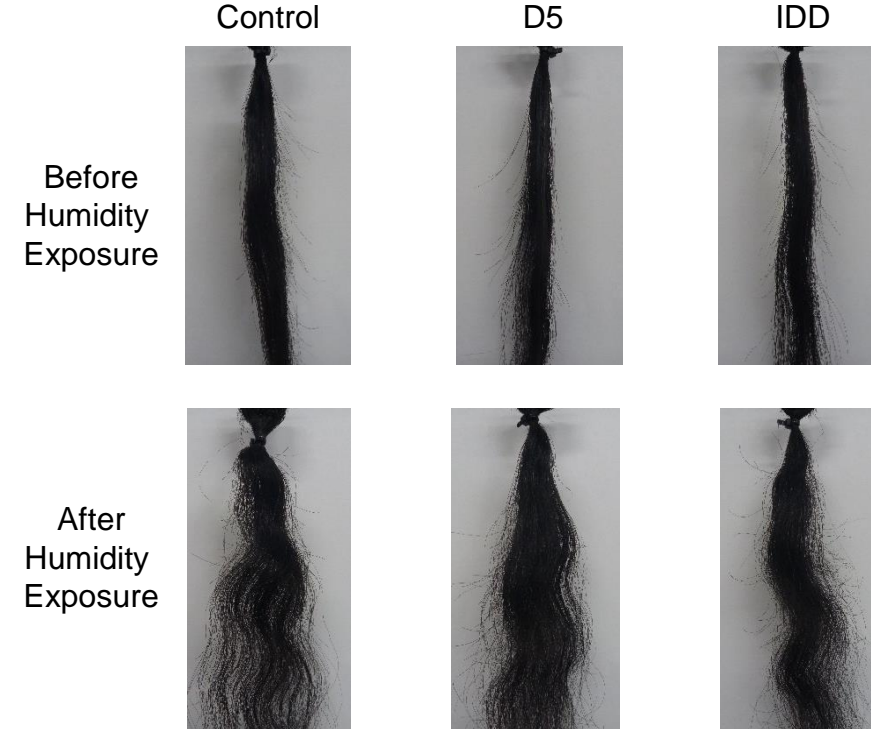 Control D5 IDD
Before
Humidity
Exposure
After
Humidity
Exposure